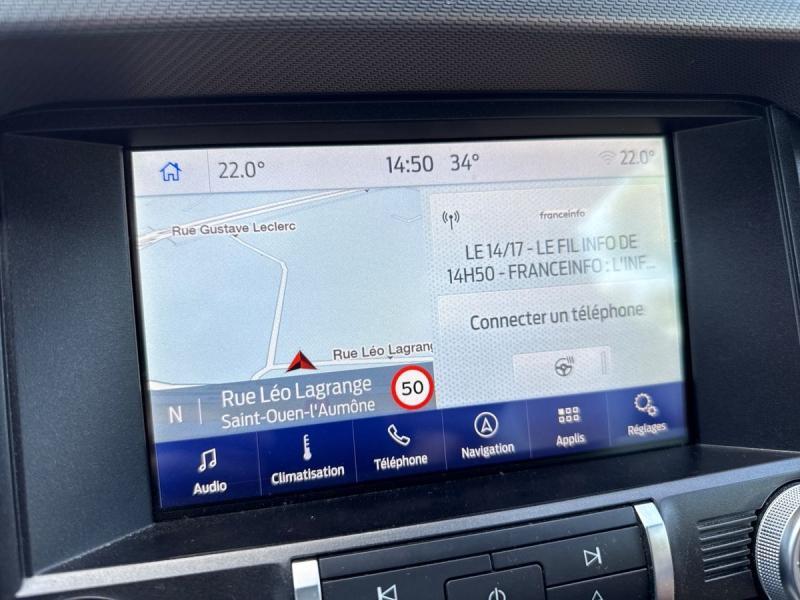 22.0°
14:50 34°
22.0°
Rue Gustave Leclerc
Rue Léo Lagrang
N
Rue Léo Lagrange
Saint-Ouen-l'Aumône
50
franceinfo
LE 14/17 - LE FIL INFO DE
14H50 - FRANCEINFO : L'INF...
Connecter un téléphone
Audio
Climatisation
Téléphone
Navigation
Applis
Réglages